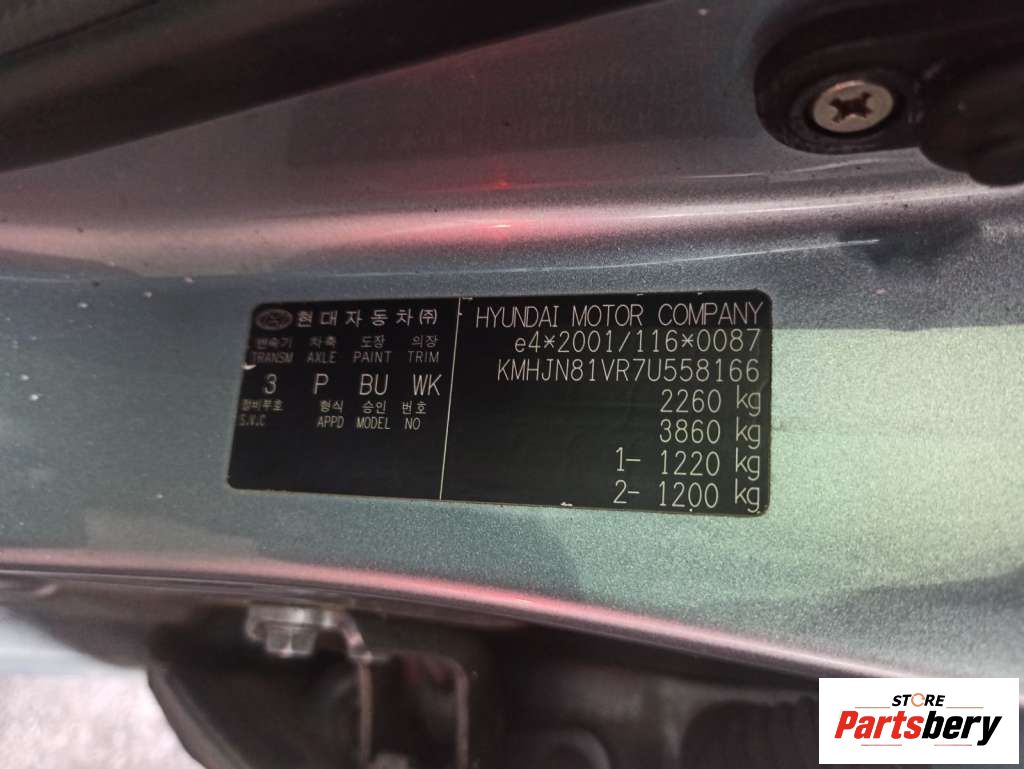 현대자동차㈜
변속기 차축 도장 의장
TRANSM AXLE PAINT TRIM
3 P BU WK
정비부호 형식 승인 번호
S.V.C APPD MODEL NO
HYUNDAI MOTOR COMPANY
e4*2001/116*0087
KMHJN81VR7U558166
2260 kg
3860 kg
1- 1220 kg
2- 1200 kg
STORE
Partsbery